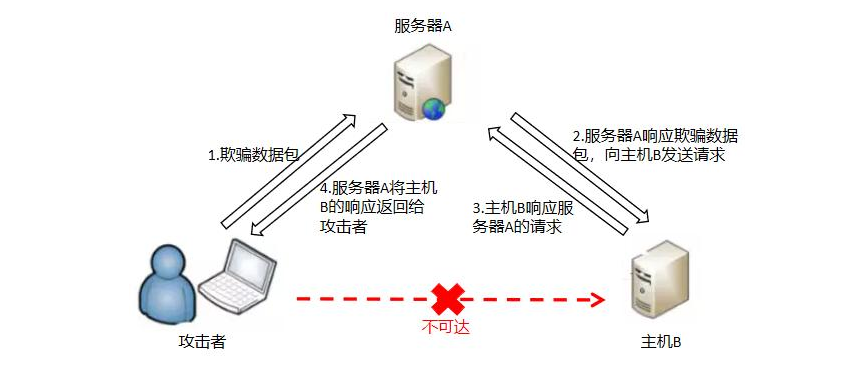 服务器A
1.欺骗数据包
2.服务器A响应欺骗数据
包，向主机B发送请求
4.服务器A将主机
B的响应返回给
攻击者
3.主机B响应服
务器A的请求
不可达
攻击者
主机B